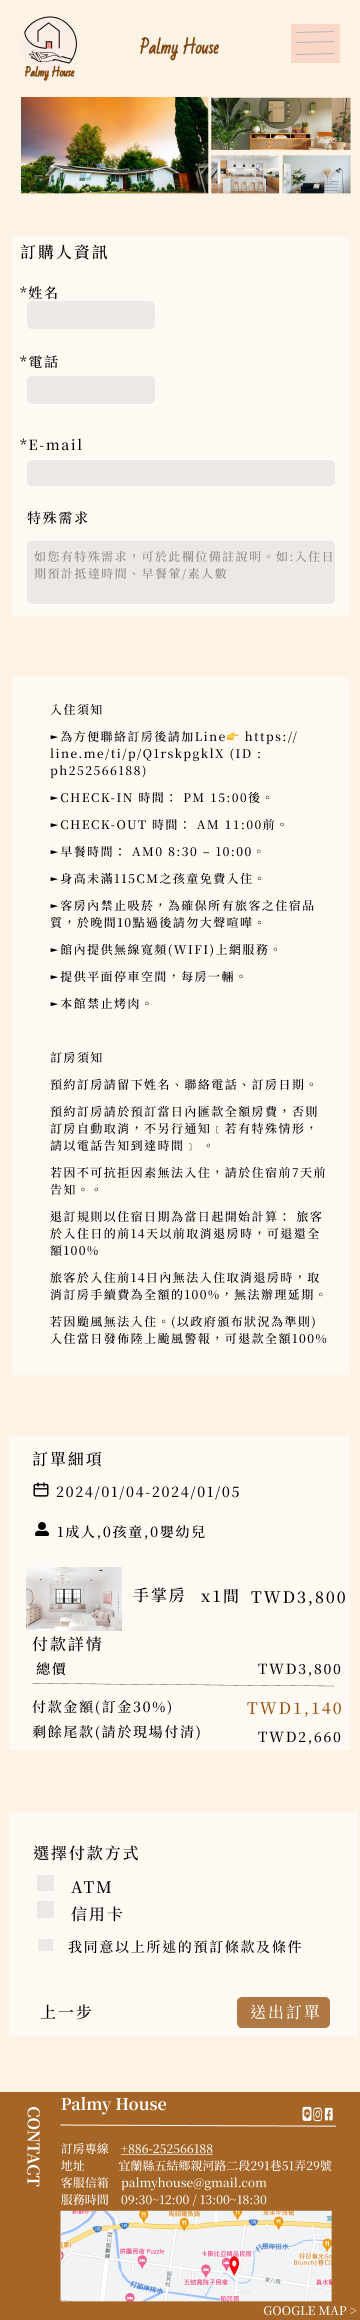 Palmy House
Palmy House
訂購人資訊
*姓名
*電話
*E-mail
特殊需求
如您有特殊需求，可於此欄位備註說明。如:入住日
期預計抵達時間、早餐葷/素人數
入住須知
►為方便聯絡訂房後請加Line👉 https://
line.me/ti/p/Q1rskpgklX (ID :
ph252566188)
►CHECK-IN 時間： PM 15:00後。
►CHECK-OUT 時間： AM 11:00前。
►早餐時間： AM0 8:30 – 10:00。
►身高未滿115CM之孩童免費入住。
►客房內禁止吸菸，為確保所有旅客之住宿品
質，於晚間10點過後請勿大聲喧嘩。
►館內提供無線寬頻(WIFI)上網服務。
►提供平面停車空間，每房一輛。
►本館禁止烤肉。
訂房須知
預約訂房請留下姓名、聯絡電話、訂房日期。
預約訂房請於預訂當日內匯款全額房費，否則
訂房自動取消，不另行通知﹝若有特殊情形，
請以電話告知到達時間﹞ 。
若因不可抗拒因素無法入住，請於住宿前7天前
告知。。
退訂規則以住宿日期為當日起開始計算： 旅客
於入住日的前14天以前取消退房時，可退還全
額100%
旅客於入住前14日內無法入住取消退房時，取
消訂房手續費為全額的100%，無法辦理延期。
若因颱風無法入住。(以政府頒布狀況為準則)
入住當日發佈陸上颱風警報，可退款全額100%
訂單細項
2024/01/04-2024/01/05
1成人,0孩童,0嬰幼兒
手掌房 x1間 TWD3,800
付款詳情
總價 TWD3,800
付款金額(訂金30%) TWD1,140
剩餘尾款(請於現場付清) TWD2,660
選擇付款方式
ATM
信用卡
我同意以上所述的預訂條款及條件
上一步 送出訂單
Palmy House
CONTACT
訂房專線 +886-252566188
地址 宜蘭縣五結鄉親河路二段291巷51弄29號
客服信箱 palmyhouse@gmail.com
服務時間 09:30~12:00 / 13:00~18:30
拼圖民宿 Puzzle
卡斯比亞精品民宿
五結寬院子民宿
GOOGLE MAP >